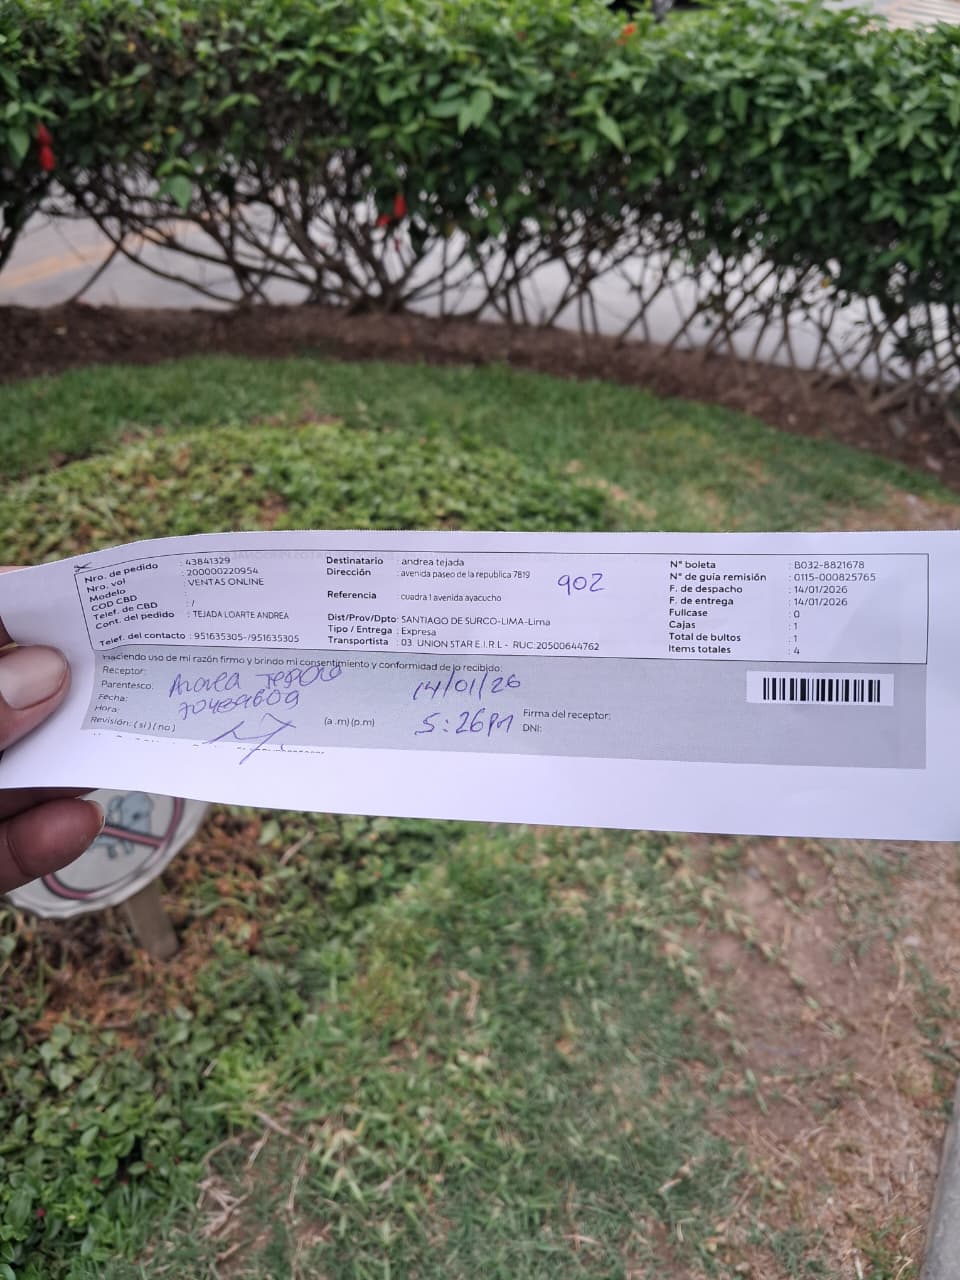 Nro. de pedido : 43841329
Nro. vol : 200000220954
Modelo : VENTAS ONLINE
COD CBD
Telef. de CBD : /
Cont. del pedido : TEJADA LOARTE ANDREA
Telef. del contacto : 951635305-/951635305
Destinatario : andrea tejada
Dirección : avenida paseo de la republica 7819
902
Referencia : cuadra 1 avenida ayacucho
Dist/Prov/Dpto: SANTIAGO DE SURCO-LIMA-Lima
Tipo / Entrega : Expresa
Transportista : 03. UNION STAR E.I.R.L - RUC:20500644762
N° boleta : B032-8821678
N° de guía remisión : 0115-000825765
F. de despacho : 14/01/2026
F. de entrega : 14/01/2026
Fullcase : 0
Cajas : 1
Total de bultos : 1
Items totales : 4
Haciendo uso de mi razón firmo y brindo mi consentimiento y conformidad de lo recibido:
Receptor:
Parentesco:
Fecha: 14/01/26
Hora: (a.m)(p.m) 5:26PM
Revisión: (si) (no)
Firma del receptor:
DNI: